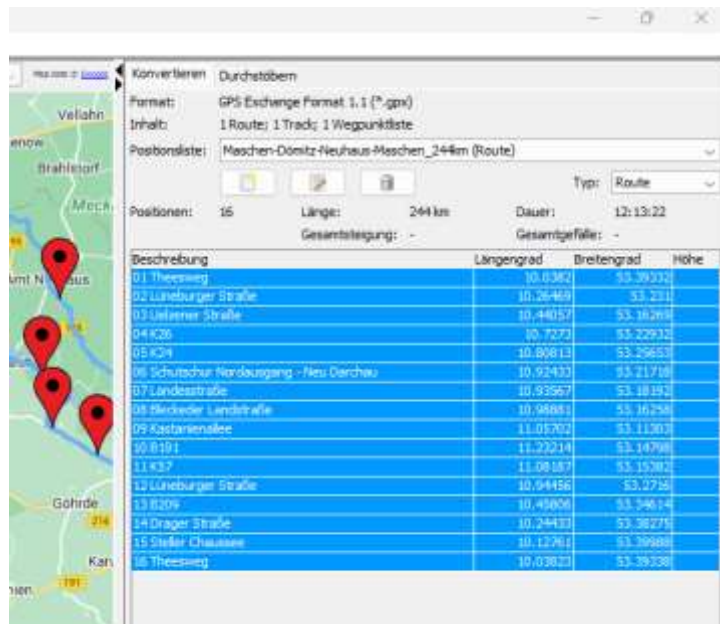 Konvertieren Durchstöbern
Format: GPS Exchange Format 1.1 (*.gpx)
Inhalt: 1 Route; 1 Track; 1 Wegpunktliste
Positionsliste: Maschen-Dömitz-Neuhaus-Maschen_244km (Route)
Typ: Route
Positionen: 16 Länge: 244 km Dauer: 12:13:22
Gesamtsteigung: - Gesamtgefälle: -
Beschreibung Längengrad Breitengrad Höhe
01 Theesweg 10.0382 53.39332
02 Lüneburger Straße 10.26469 53.231
03 Uelzener Straße 10.44057 53.16269
04 K26 10.7273 53.22932
05 K24 10.80813 53.29653
06 Schutschur Nordausgang - Neu Darchau 10.92433 53.21718
07 Landesstraße 10.93567 53.18192
08 Bleckeder Landstraße 10.98881 53.16258
09 Kastanienallee 11.05702 53.11383
10 B191 11.22214 53.14798
11 K37 11.08187 53.15382
12 Lüneburger Straße 10.94456 53.2716
13 B209 10.45806 53.34614
14 Drager Straße 10.24433 53.38275
15 Steller Chaussee 10.12761 53.39988
16 Theesweg 10.03823 53.39338
Vellahn
Brahlstorf
Göhrde
216
191